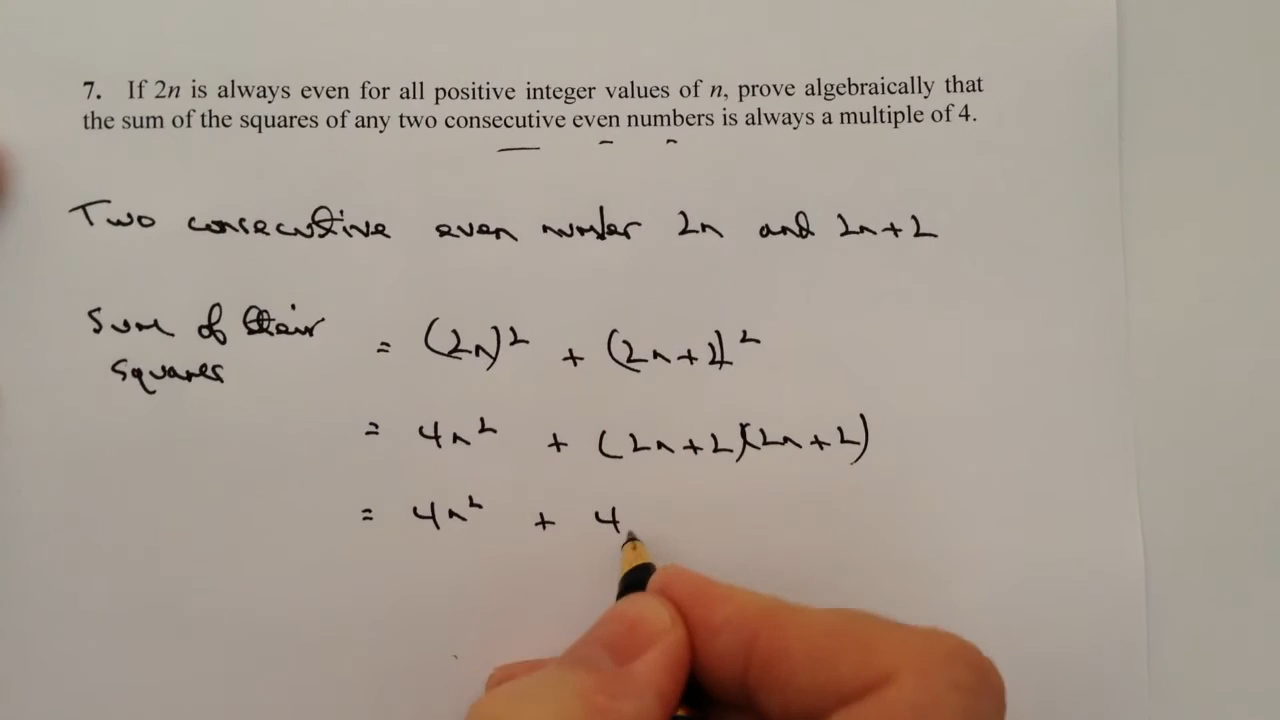 7. If 2n is always even for all positive integer values of n, prove algebraically that
the sum of the squares of any two consecutive even numbers is always a multiple of 4.
Two consecutive even number 2n and 2n+2
Sum of their
squares
= (2n)² + (2n+2)²
= 4n² + (2n+2)(2n+2)
= 4n² + 4